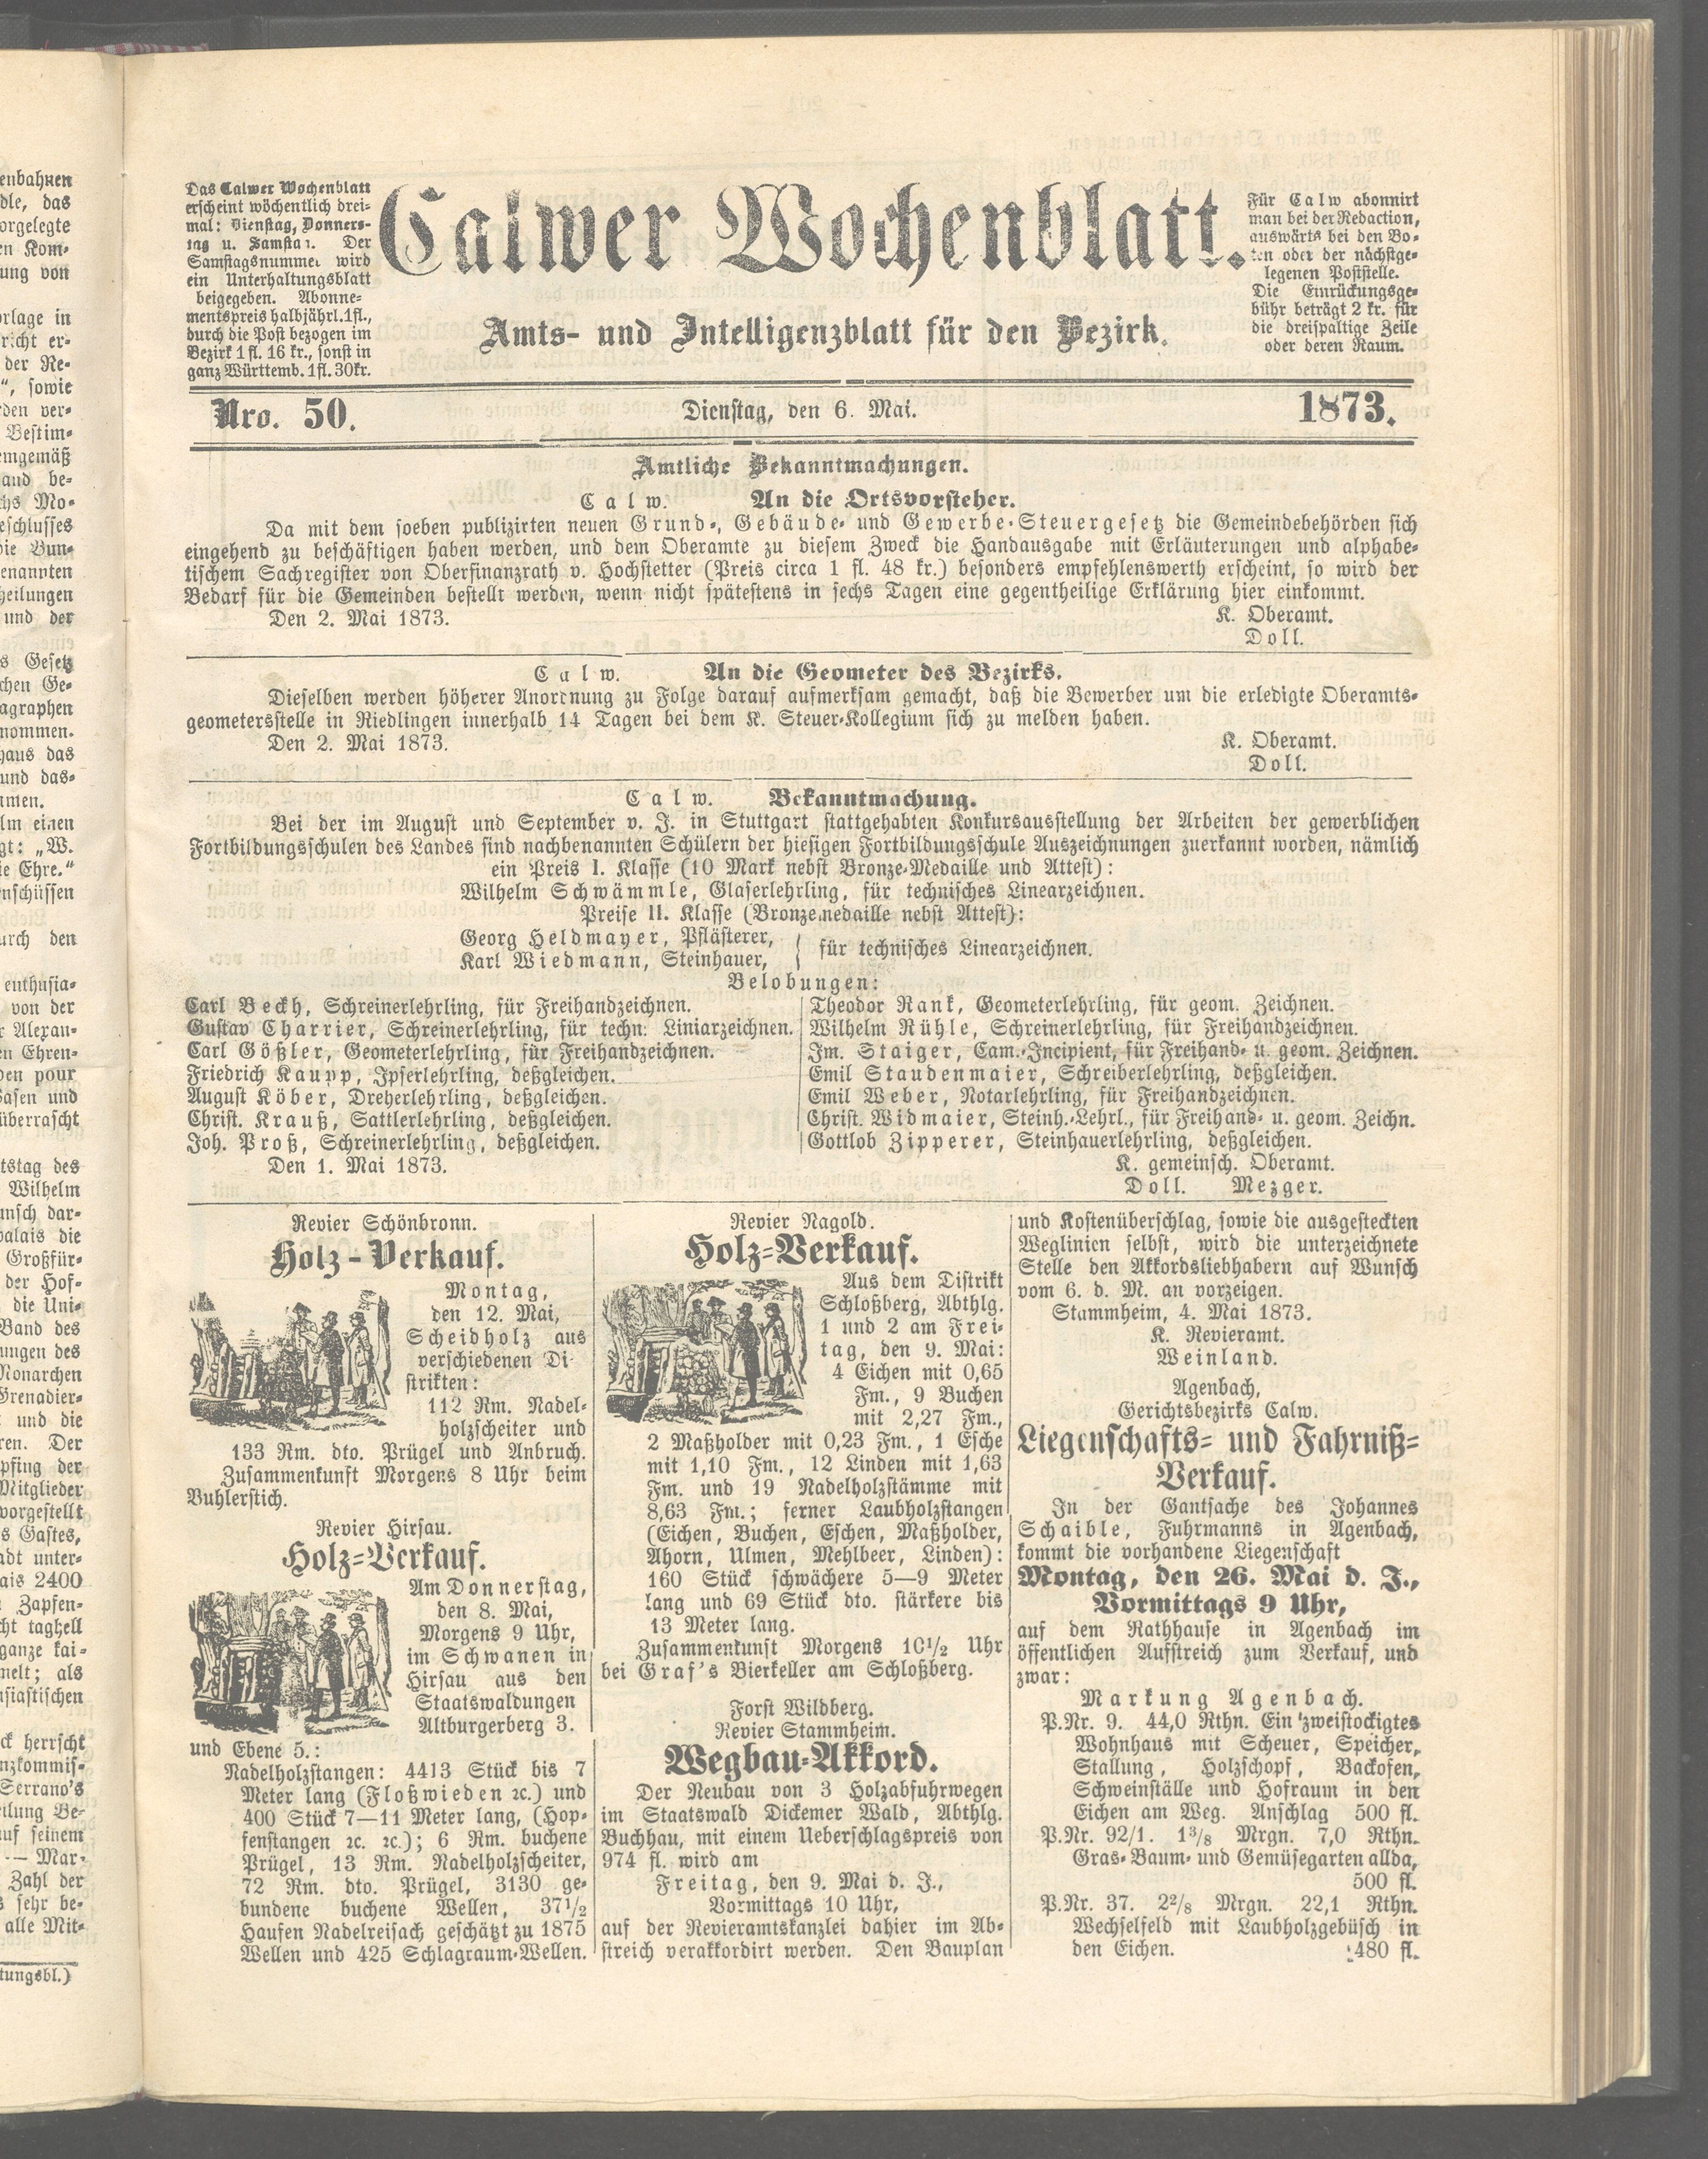 Das Calwer Wochenblatt
erscheint wöchentlich drei-
mal: Dienstag, Donners-
tag u. Samstag. Der
Samstagsnummer wird
ein Unterhaltungsblatt
beigegeben. Abonne-
mentspreis halbjährl. 1 fl.,
durch die Post bezogen im
Bezirk 1 fl. 16 kr., sonst in
ganz Württemb. 1 fl. 30 kr.
Calwer Wochenblatt.
Amts- und Intelligenzblatt für den Bezirk.
Für Calw abonnirt
man bei der Redaction,
auswärts bei den Bo-
ten oder der nächstge-
legenen Poststelle.
Die Einrückungsge-
bühr beträgt 2 kr. für
die dreispaltige Zeile
oder deren Raum.
Nro. 50.
Dienstag, den 6. Mai.
1873.
Amtliche Bekanntmachungen.
Calw. An die Ortsvorsteher.
Da mit dem soeben publizirten neuen Grund-, Gebäude- und Gewerbe-Steuergesetz die Gemeindebehörden sich
eingehend zu beschäftigen haben werden, und dem Oberamte zu diesem Zweck die Handausgabe mit Erläuterungen und alphabe-
tischem Sachregister von Oberfinanzrath v. Hochstetter (Preis circa 1 fl. 48 kr.) besonders empfehlenswerth erscheint, so wird der
Bedarf für die Gemeinden bestellt werden, wenn nicht spätestens in sechs Tagen eine gegentheilige Erklärung hier einkommt.
Den 2. Mai 1873. K. Oberamt.
Doll.
Calw. An die Geometer des Bezirks.
Dieselben werden höherer Anordnung zu Folge darauf aufmerksam gemacht, daß die Bewerber um die erledigte Oberamts-
geometersstelle in Riedlingen innerhalb 14 Tagen bei dem K. Steuer-Kollegium sich zu melden haben.
Den 2. Mai 1873. K. Oberamt.
Doll.
Calw. Bekanntmachung.
Bei der im August und September v. J. in Stuttgart stattgehabten Konkursausstellung der Arbeiten der gewerblichen
Fortbildungsschulen des Landes sind nachbenannten Schülern der hiesigen Fortbildungsschule Auszeichnungen zuerkannt worden, nämlich
ein Preis I. Klasse (10 Mark nebst Bronze-Medaille und Attest):
Wilhelm Schwämmle, Glaserlehrling, für technisches Linearzeichnen.
Preise II. Klasse (Bronzemedaille nebst Attest):
Georg Heldmayer, Pflästerer,
Karl Wiedmann, Steinhauer,
für technisches Linearzeichnen.
Belobungen:
Carl Beckh, Schreinerlehrling, für Freihandzeichnen.
Gustav Charrier, Schreinerlehrling, für techn. Liniarzeichnen.
Carl Gößler, Geometerlehrling, für Freihandzeichnen.
Friedrich Kaupp, Ipserlehrling, deßgleichen.
August Köber, Dreherlehrling, deßgleichen.
Christ. Krauß, Sattlerlehrling, deßgleichen.
Joh. Proß, Schreinerlehrling, deßgleichen.
Den 1. Mai 1873.
Theodor Rank, Geometerlehrling, für geom. Zeichnen.
Wilhelm Rühle, Schreinerlehrling, für Freihandzeichnen.
Im. Staiger, Cam.-Incipient, für Freihand- u. geom. Zeichnen.
Emil Staudenmaier, Schreiberlehrling, deßgleichen.
Emil Weber, Notarlehrling, für Freihandzeichnen.
Christ. Widmaier, Steinh.-Lehrl., für Freihand- u. geom. Zeichn.
Gottlob Zipperer, Steinhauerlehrling, deßgleichen.
K. gemeinsch. Oberamt.
Doll. Mezger.
Revier Schönbronn.
Holz-Verkauf.
Montag,
den 12. Mai,
Scheidholz aus
verschiedenen Di-
strikten:
112 Rm. Nadel-
holzscheiter und
133 Rm. dto. Prügel und Anbruch.
Zusammenkunft Morgens 8 Uhr beim
Buhlerstich.
Revier Hirsau.
Holz-Verkauf.
Am Donnerstag,
den 8. Mai,
Morgens 9 Uhr,
im Schwanen in
Hirsau aus den
Staatswaldungen
Altburgerberg 3.
und Ebene 5.:
Nadelholzstangen: 4413 Stück bis 7
Meter lang (Floßwieden ꝛc.) und
400 Stück 7—11 Meter lang, (Hop-
fenstangen ꝛc. ꝛc.); 6 Rm. buchene
Prügel, 13 Rm. Nadelholzscheiter,
72 Rm. dto. Prügel, 3130 ge-
bundene buchene Wellen, 37½
Haufen Nadelreisach geschätzt zu 1875
Wellen und 425 Schlagraum-Wellen.
Revier Nagold.
Holz-Verkauf.
Aus dem Distrikt
Schloßberg, Abthlg.
1 und 2 am Frei-
tag, den 9. Mai:
4 Eichen mit 0,65
Fm., 9 Buchen
mit 2,27 Fm.,
2 Maßholder mit 0,23 Fm., 1 Esche
mit 1,10 Fm., 12 Linden mit 1,63
Fm. und 19 Nadelholzstämme mit
8,63 Fm.; ferner Laubholzstangen
(Eichen, Buchen, Eschen, Maßholder,
Ahorn, Ulmen, Mehlbeer, Linden):
160 Stück schwächere 5—9 Meter
lang und 69 Stück dto. stärkere bis
13 Meter lang.
Zusammenkunft Morgens 10½ Uhr
bei Graf's Bierkeller am Schloßberg.
Forst Wildberg.
Revier Stammheim.
Wegbau-Akkord.
Der Neubau von 3 Holzabfuhrwegen
im Staatswald Dickemer Wald, Abthlg.
Buchhau, mit einem Ueberschlagspreis von
974 fl. wird am
Freitag, den 9. Mai d. J.,
Vormittags 10 Uhr,
auf der Revieramtskanzlei dahier im Ab-
streich verakkordirt werden. Den Bauplan
und Kostenüberschlag, sowie die ausgesteckten
Weglinien selbst, wird die unterzeichnete
Stelle den Akkordsliebhabern auf Wunsch
vom 6. d. M. an vorzeigen.
Stammheim, 4. Mai 1873.
K. Revieramt.
Weinland.
Agenbach,
Gerichtsbezirks Calw.
Liegenschafts- und Fahrniß-
Verkauf.
In der Gantsache des Johannes
Schaible, Fuhrmanns in Agenbach,
kommt die vorhandene Liegenschaft
Montag, den 26. Mai d. J.,
Vormittags 9 Uhr,
auf dem Rathhause in Agenbach im
öffentlichen Aufstreich zum Verkauf, und
zwar:
Markung Agenbach.
P.Nr. 9. 44,0 Rthn. Ein zweistockigtes
Wohnhaus mit Scheuer, Speicher,
Stallung, Holzschopf, Backofen,
Schweinställe und Hofraum in den
Eichen am Weg. Anschlag 500 fl.
P.Nr. 92/1. 1³/₈ Mrgn. 7,0 Rthn.
Gras- Baum- und Gemüsegarten allda,
500 fl.
P.Nr. 37. 2²/₈ Mrgn. 22,1 Rthn.
Wechselfeld mit Laubholzgebüsch in
den Eichen. 480 fl.